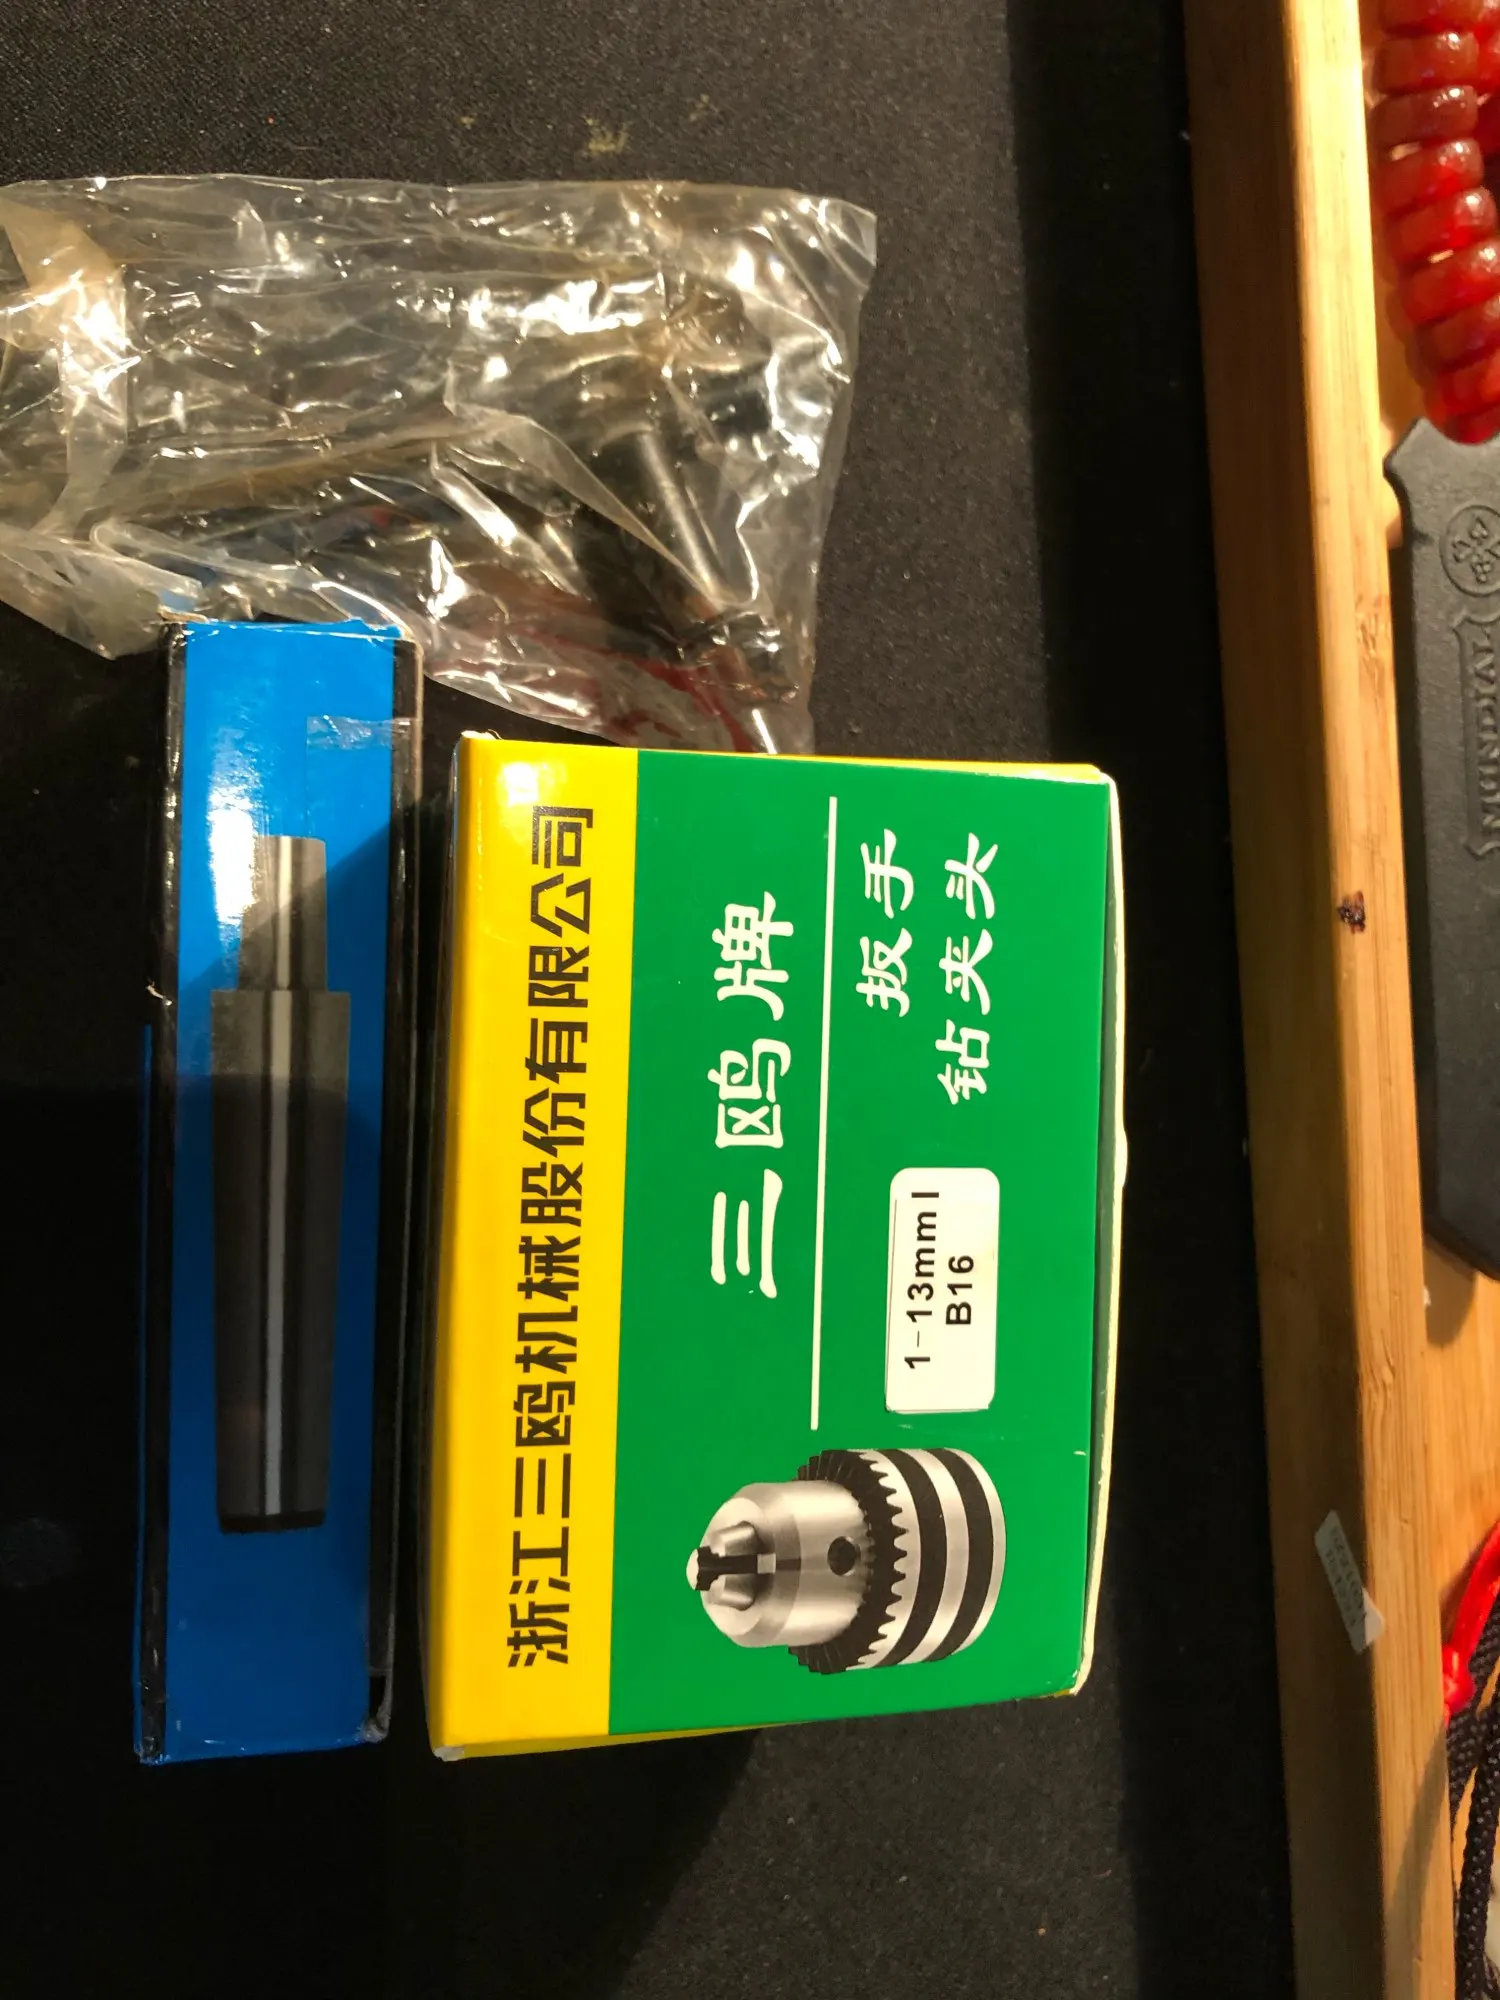 浙江三鸥机械股份有限公司
三鸥牌
扳手
钻夹头
1-13mm I
B16
MUNDIAL